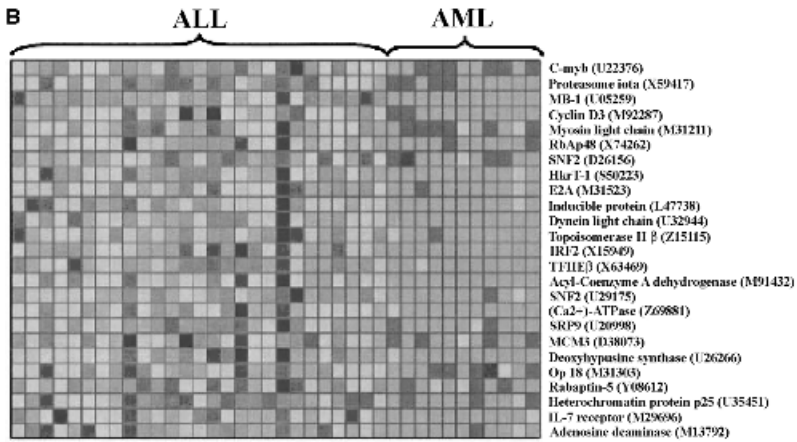 B
ALL AML
C-myb (U22376)
Proteasome iota (X59417)
MB-1 (U05259)
Cyclin D3 (M92287)
Myosin light chain (M31211)
RbAp48 (X74262)
SNF2 (D26156)
HkrT-1 (S50223)
E2A (M31523)
Inducible protein (L47738)
Dynein light chain (U32944)
Topoisomerase II β (Z15115)
IRF2 (X15949)
TFIIEβ (X63469)
Acyl-Coenzyme A dehydrogenase (M91432)
SNF2 (U29175)
(Ca2+)-ATPase (Z69881)
SRP9 (U20998)
MCM3 (D38073)
Deoxyhypusine synthase (U26266)
Op 18 (M31303)
Rabaptin-5 (Y08612)
Heterochromatin protein p25 (U35451)
IL-7 receptor (M29696)
Adenosine deaminase (M13792)